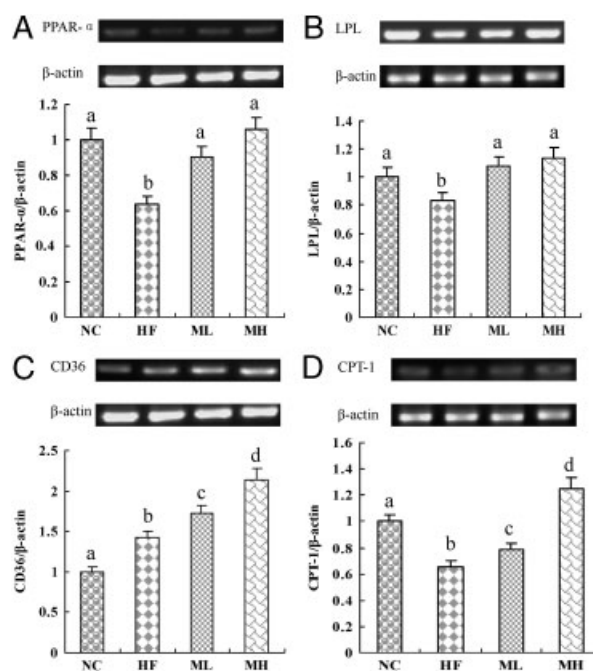 A
PPAR- α
β-actin
a
b
a
a
PPAR-α/β-actin
1.2
1
0.8
0.6
0.4
0.2
0
NC HF ML MH
B
LPL
β-actin
a
b
a
a
LPL/β-actin
1.4
1.2
1
0.8
0.6
0.4
0.2
0
NC HF ML MH
C
CD36
β-actin
a
b
c
d
CD36/β-actin
2.5
2
1.5
1
0.5
0
NC HF ML MH
D
CPT-1
β-actin
a
b
c
d
CPT-1/β-actin
1.6
1.4
1.2
1
0.8
0.6
0.4
0.2
0
NC HF ML MH